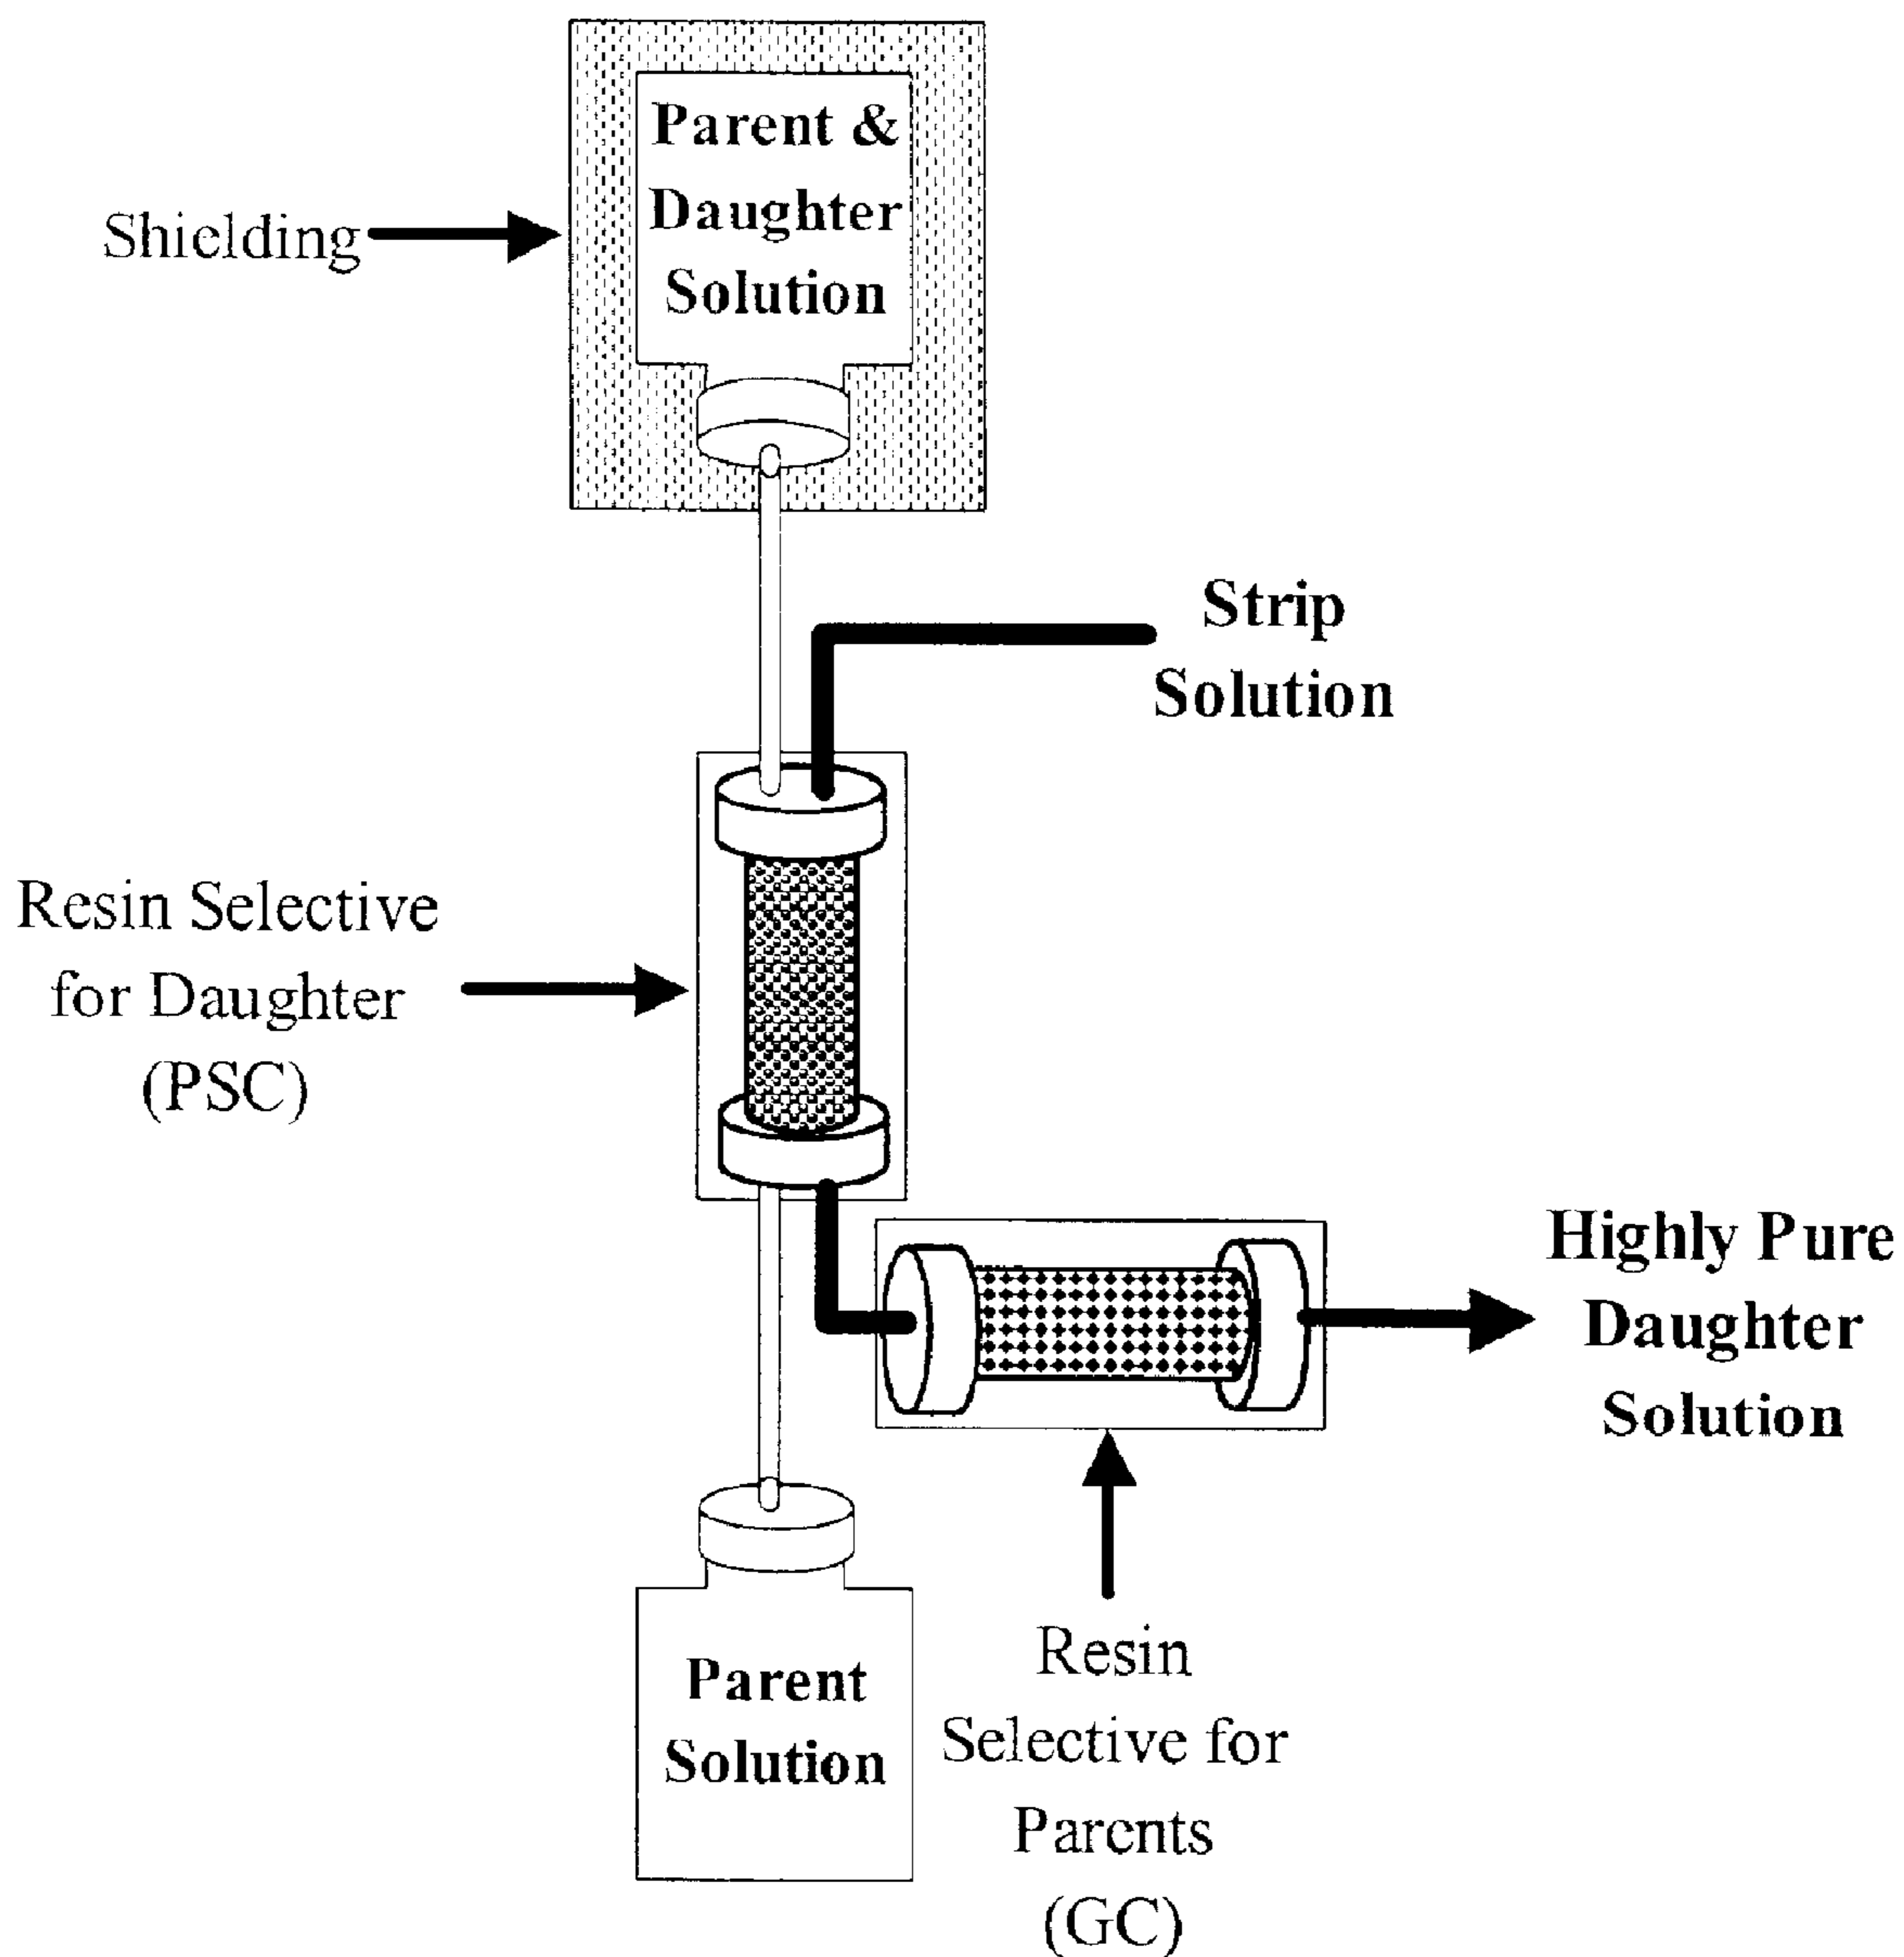 Parent &
Daughter
Solution
Shielding
Strip
Solution
Resin Selective
for Daughter
(PSC)
Highly Pure
Daughter
Solution
Parent
Solution
Resin
Selective for
Parents
(GC)